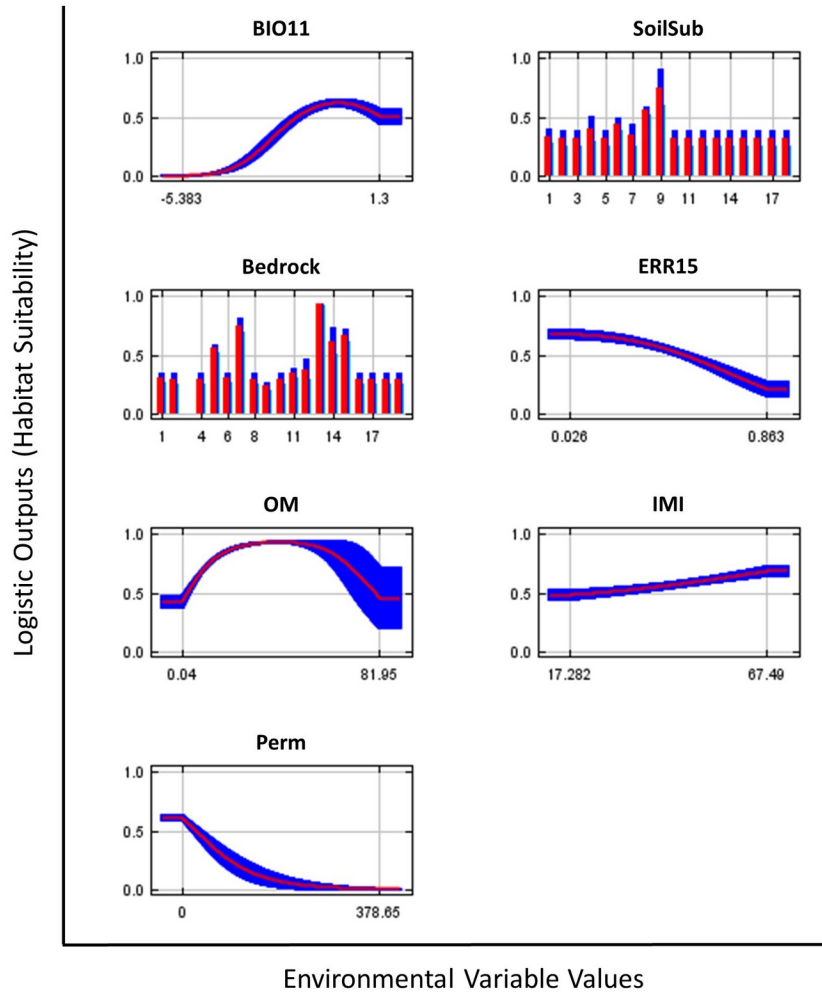 Logistic Outputs (Habitat Suitability)
BIO11
1.0
0.5
0.0
-5.383 1.3
SoilSub
1.0
0.5
0.0
1 3 5 7 9 11 14 17
Bedrock
1.0
0.5
0.0
1 4 6 8 11 14 17
ERR15
1.0
0.5
0.0
0.026 0.863
OM
1.0
0.5
0.0
0.04 81.95
IMI
1.0
0.5
0.0
17.282 67.49
Perm
1.0
0.5
0.0
0 378.65
Environmental Variable Values